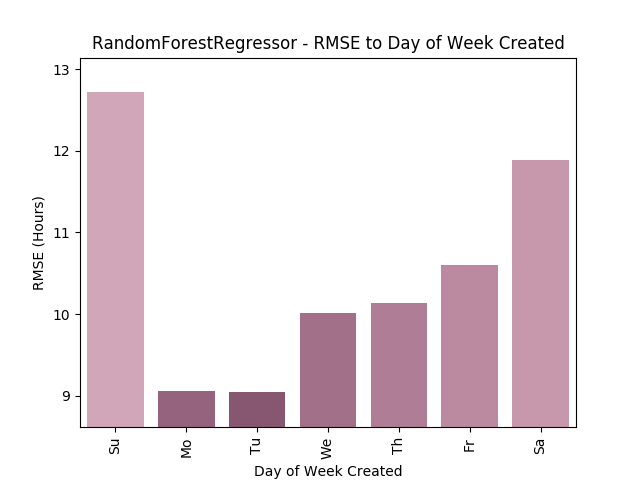 RandomForestRegressor - RMSE to Day of Week Created
13
12
11
10
9
RMSE (Hours)
Su
Mo
Tu
We
Th
Fr
Sa
Day of Week Created